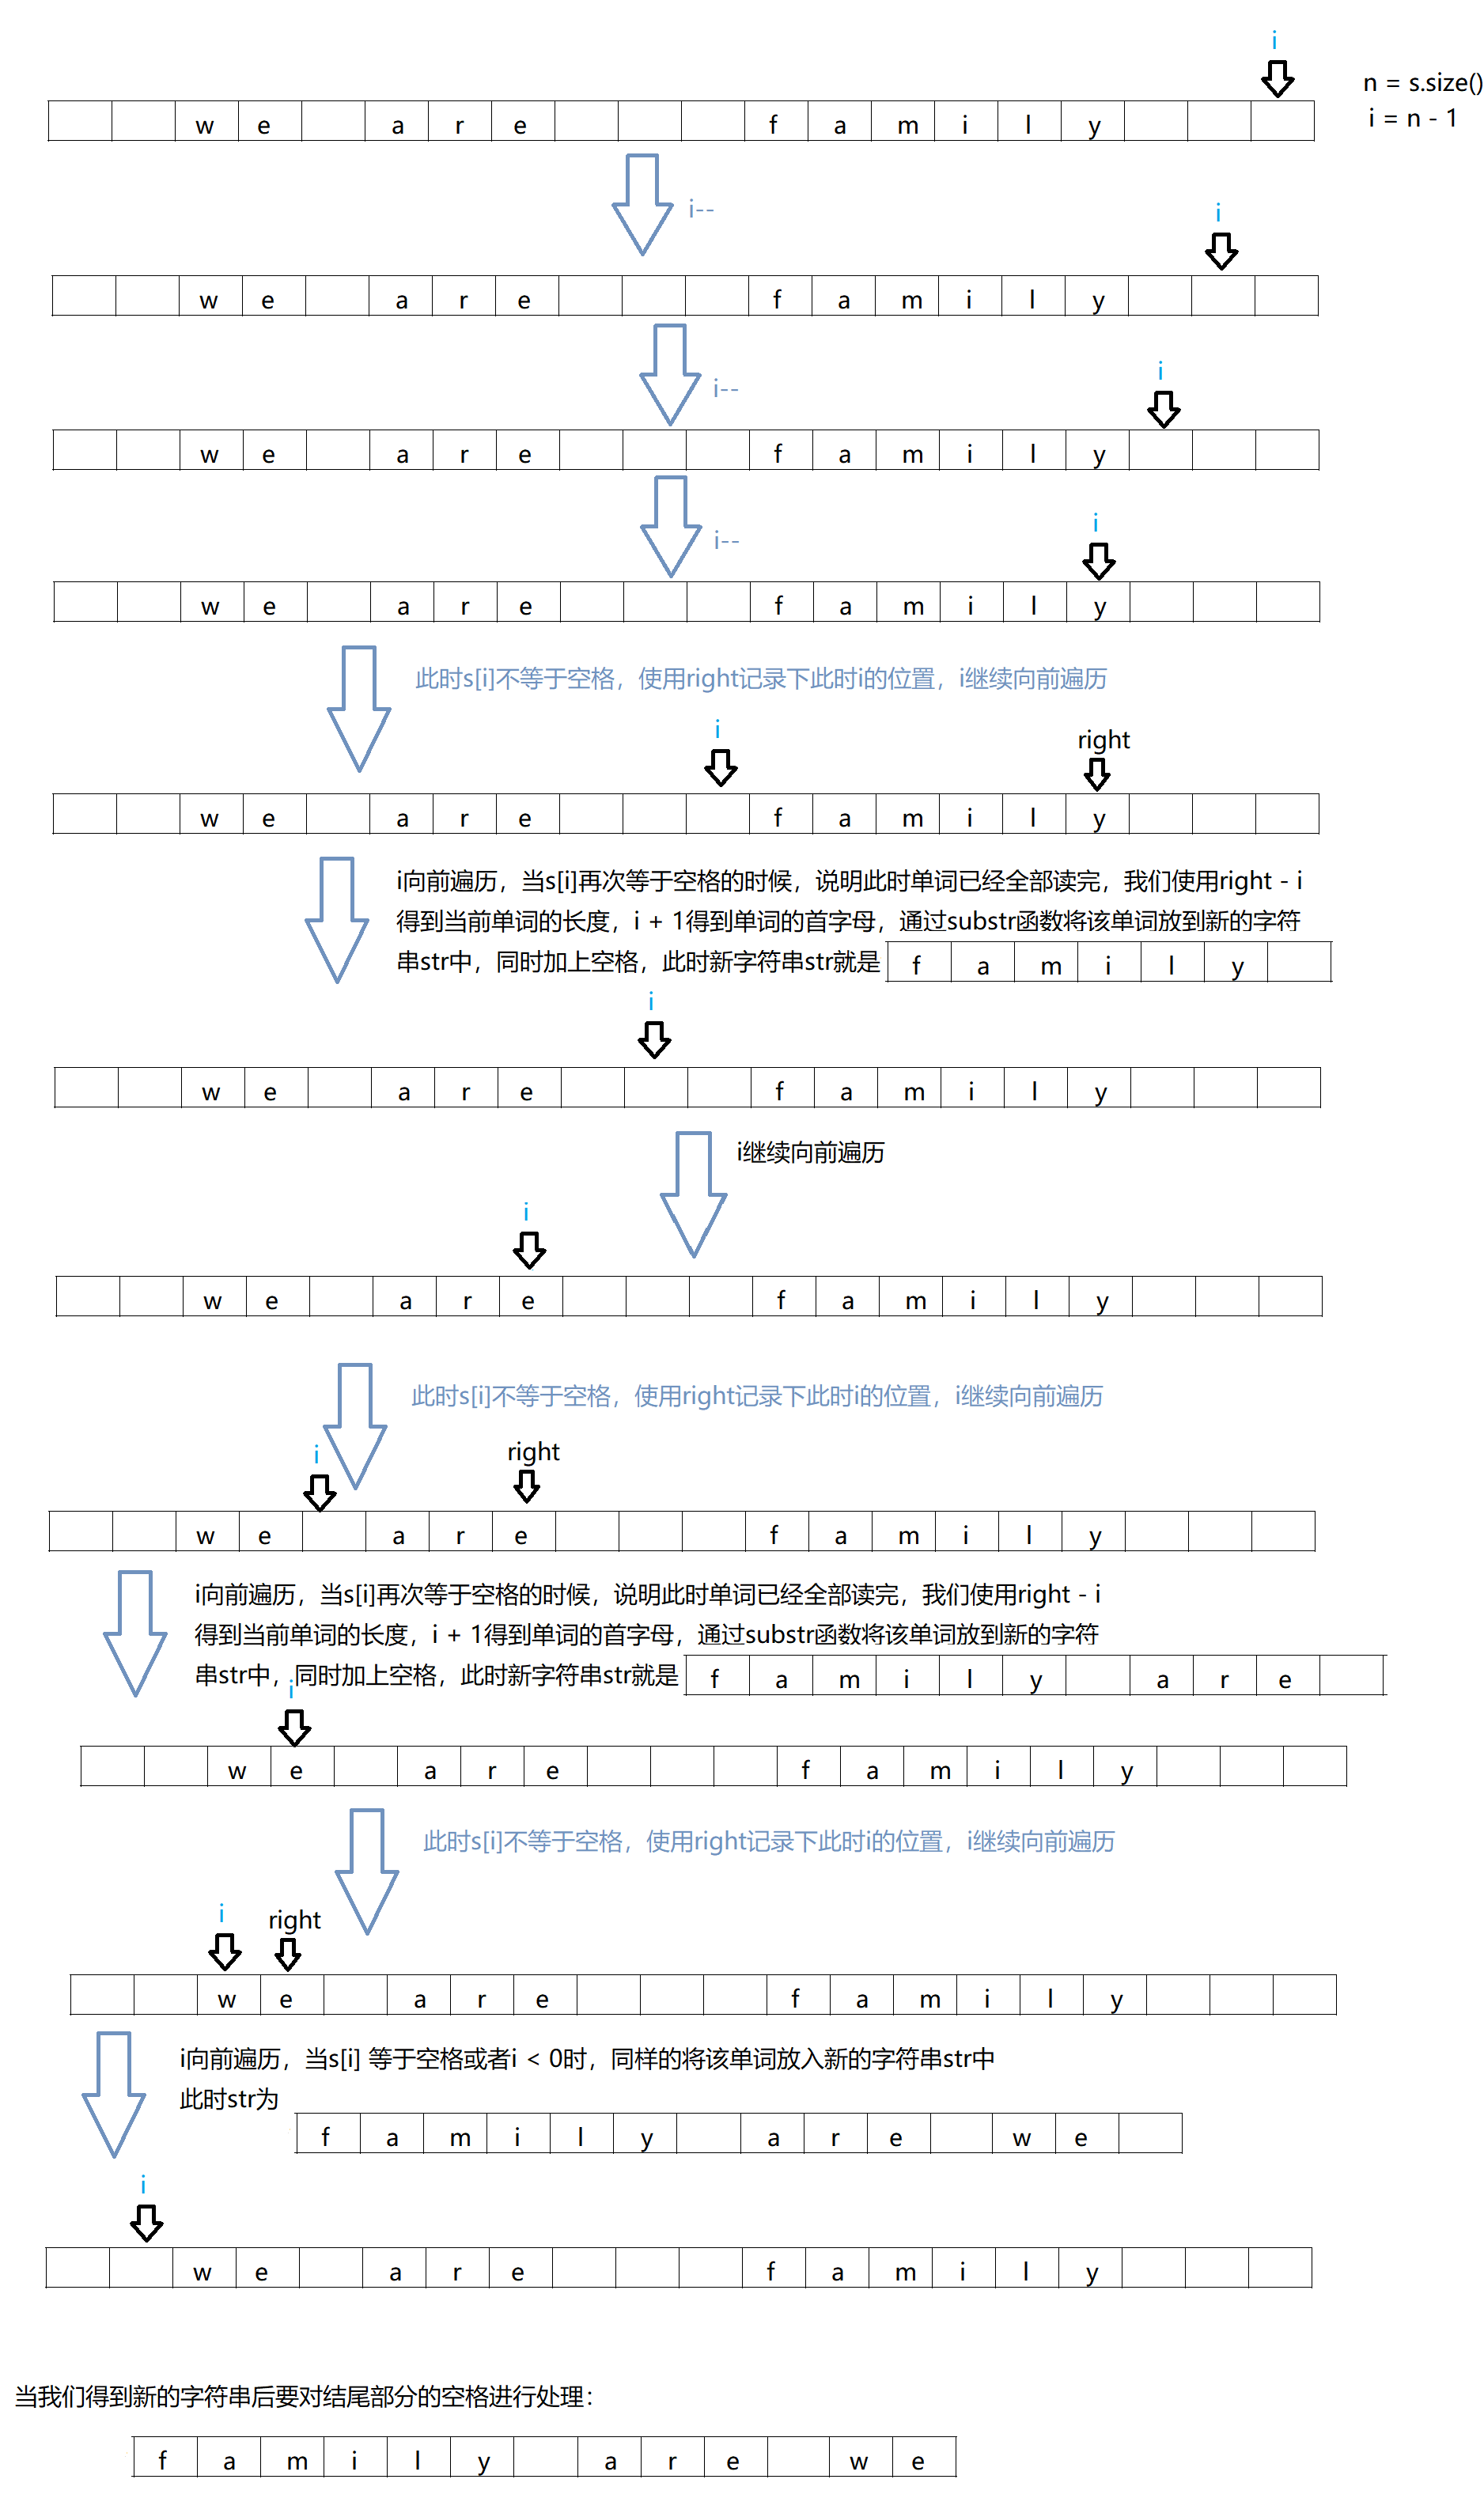 i
n = s.size()
i = n - 1
w e a r e f a m i l y
i--
i
w e a r e f a m i l y
i--
i
w e a r e f a m i l y
i--
i
w e a r e f a m i l y
此时s[i]不等于空格，使用right记录下此时i的位置，i继续向前遍历
i
right
w e a r e f a m i l y
i向前遍历，当s[i]再次等于空格的时候，说明此时单词已经全部读完，我们使用right - i
得到当前单词的长度，i + 1得到单词的首字母，通过substr函数将该单词放到新的字符
串str中，同时加上空格，此时新字符串str就是 f a m i l y
i
w e a r e f a m i l y
i继续向前遍历
i
w e a r e f a m i l y
此时s[i]不等于空格，使用right记录下此时i的位置，i继续向前遍历
i
right
w e a r e f a m i l y
i向前遍历，当s[i]再次等于空格的时候，说明此时单词已经全部读完，我们使用right - i
得到当前单词的长度，i + 1得到单词的首字母，通过substr函数将该单词放到新的字符
串str中，同时加上空格，此时新字符串str就是 f a m i l y a r e
i
w e a r e f a m i l y
此时s[i]不等于空格，使用right记录下此时i的位置，i继续向前遍历
i
right
w e a r e f a m i l y
i向前遍历，当s[i] 等于空格或者i < 0时，同样的将该单词放入新的字符串str中
此时str为
f a m i l y a r e w e
i
w e a r e f a m i l y
当我们得到新的字符串后要对结尾部分的空格进行处理：
f a m i l y a r e w e